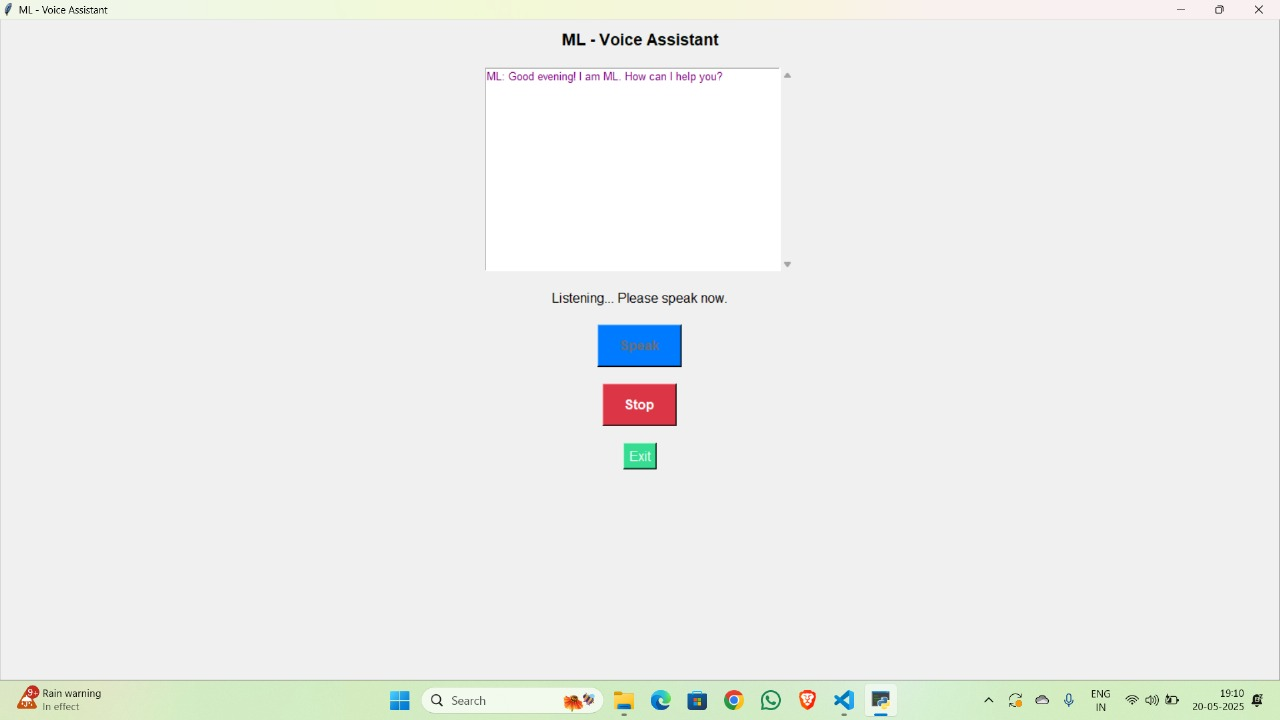 ML - Voice Assistant
ML - Voice Assistant
ML: Good evening! I am ML. How can I help you?
Listening... Please speak now.
Speak
Stop
Exit
9+
Rain warning
In effect
Search
ENG
IN
19:10
20-05-2025